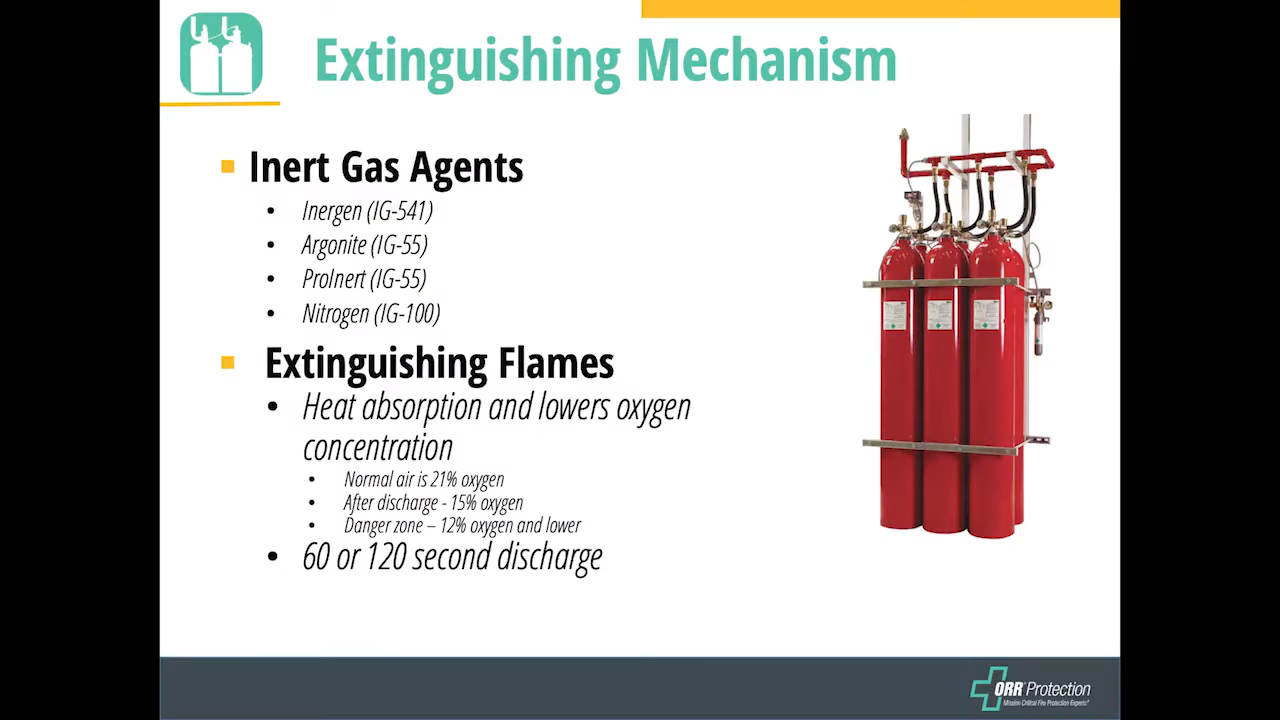 Extinguishing Mechanism
Inert Gas Agents
• Inergen (IG-541)
• Argonite (IG-55)
• ProInert (IG-55)
• Nitrogen (IG-100)
Extinguishing Flames
• Heat absorption and lowers oxygen
concentration
• Normal air is 21% oxygen
• After discharge - 15% oxygen
• Danger zone – 12% oxygen and lower
• 60 or 120 second discharge
ORR® Protection
Mission Critical Fire Protection Experts®